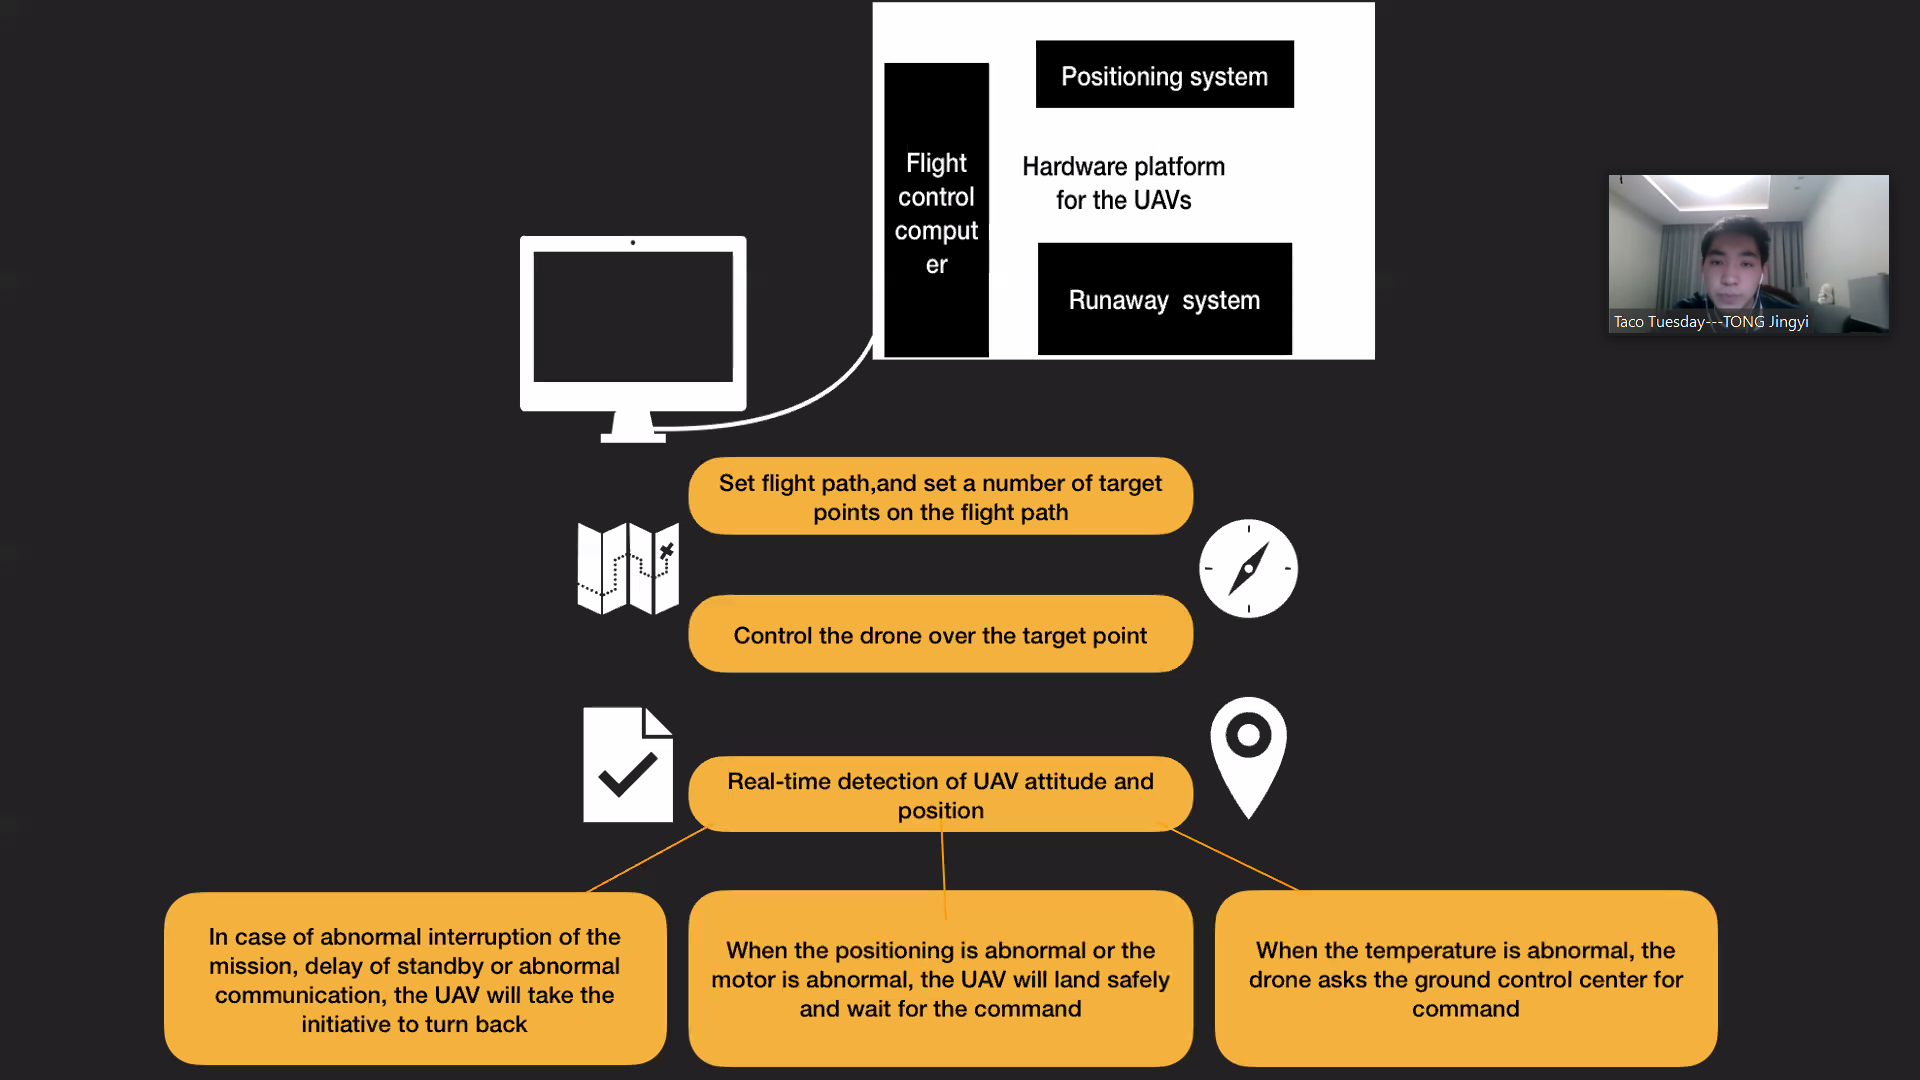 Positioning system
Flight
control
comput
er
Hardware platform
for the UAVs
Runaway system
Taco Tuesday---TONG Jingyi
Set flight path,and set a number of target
points on the flight path
Control the drone over the target point
Real-time detection of UAV attitude and
position
In case of abnormal interruption of the
mission, delay of standby or abnormal
communication, the UAV will take the
initiative to turn back
When the positioning is abnormal or the
motor is abnormal, the UAV will land safely
and wait for the command
When the temperature is abnormal, the
drone asks the ground control center for
command